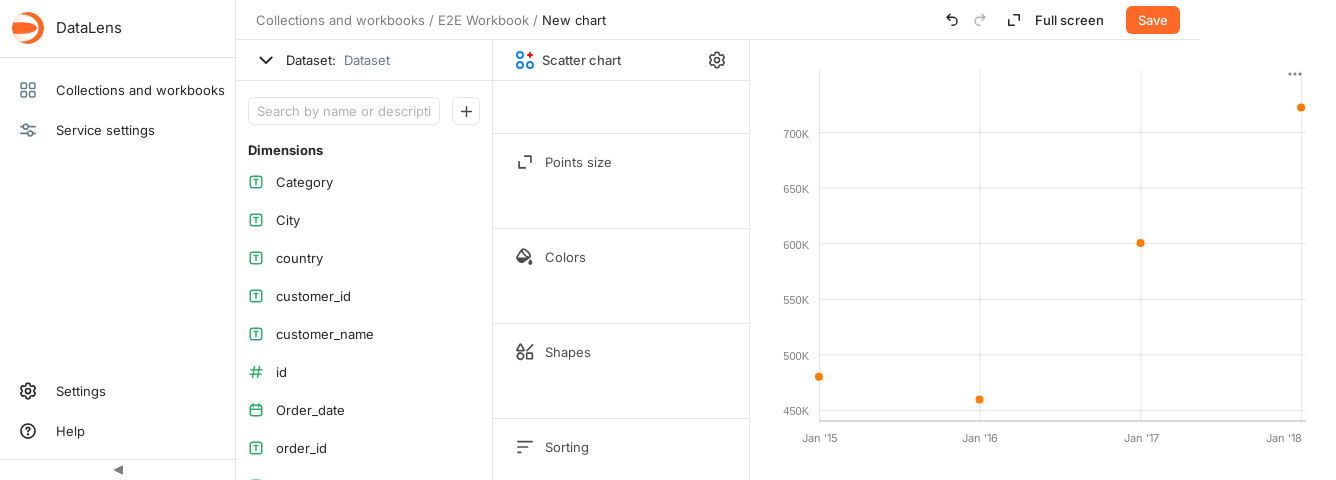 DataLens
Collections and workbooks
Service settings
Settings
Help
Collections and workbooks / E2E Workbook / New chart
Full screen
Save
Dataset: Dataset
Search by name or descripti
Dimensions
Category
City
country
customer_id
customer_name
id
Order_date
order_id
Scatter chart
Points size
Colors
Shapes
Sorting
700K
650K
600K
550K
500K
450K
Jan '15 Jan '16 Jan '17 Jan '18